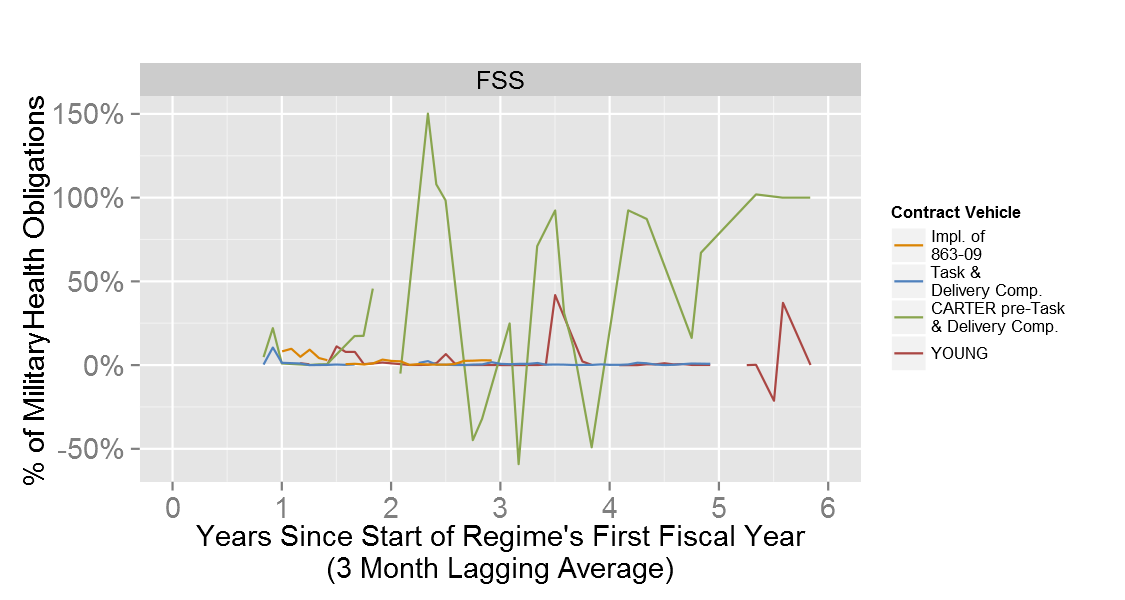 FSS
% of MilitaryHealth Obligations
150%
100%
50%
0%
-50%
0 1 2 3 4 5 6
Years Since Start of Regime's First Fiscal Year
(3 Month Lagging Average)
Contract Vehicle
Impl. of
863-09
Task &
Delivery Comp.
CARTER pre-Task
& Delivery Comp.
YOUNG